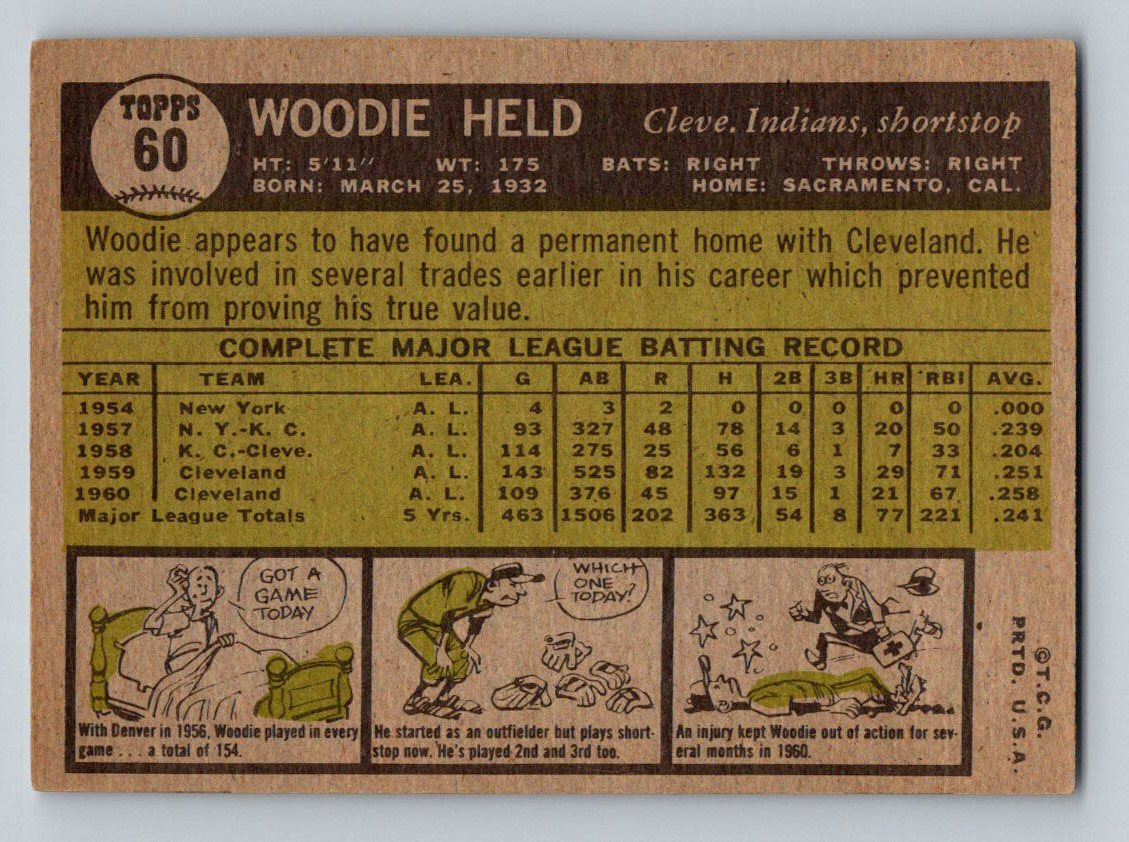 TOPPS
60
WOODIE HELD
Cleve. Indians, shortstop
HT: 5'11" WT: 175 BATS: RIGHT THROWS: RIGHT
BORN: MARCH 25, 1932 HOME: SACRAMENTO, CAL.
Woodie appears to have found a permanent home with Cleveland. He
was involved in several trades earlier in his career which prevented
him from proving his true value.
COMPLETE MAJOR LEAGUE BATTING RECORD
YEAR TEAM LEA. G AB R H 2B 3B HR RBI AVG.
1954 New York A. L. 4 3 2 0 0 0 0 0 .000
1957 N. Y.-K. C. A. L. 93 327 48 78 14 3 20 50 .239
1958 K. C.-Cleve. A. L. 114 275 25 56 6 1 7 33 .204
1959 Cleveland A. L. 143 525 82 132 19 3 29 71 .251
1960 Cleveland A. L. 109 376 45 97 15 1 21 67 .258
Major League Totals 5 Yrs. 463 1506 202 363 54 8 77 221 .241
GOT A
GAME
TODAY
With Denver in 1956, Woodie played in every
game . . . a total of 154.
WHICH
ONE
TODAY?
He started as an outfielder but plays short-
stop now. He's played 2nd and 3rd too.
An injury kept Woodie out of action for sev-
eral months in 1960.
©T.C.G.
PRTD. U.S.A.